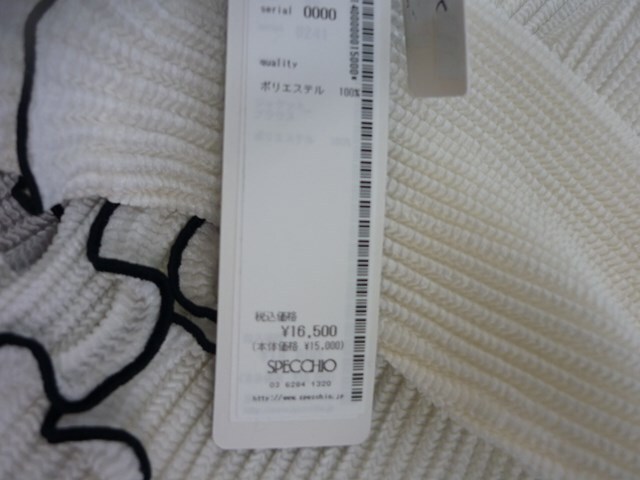 serial 0000
quality
ポリエステル 100%
税込価格
¥16,500
(本体価格 ¥15,000)
SPECCHIO
03 6284 1320
http://www.specchio.jp